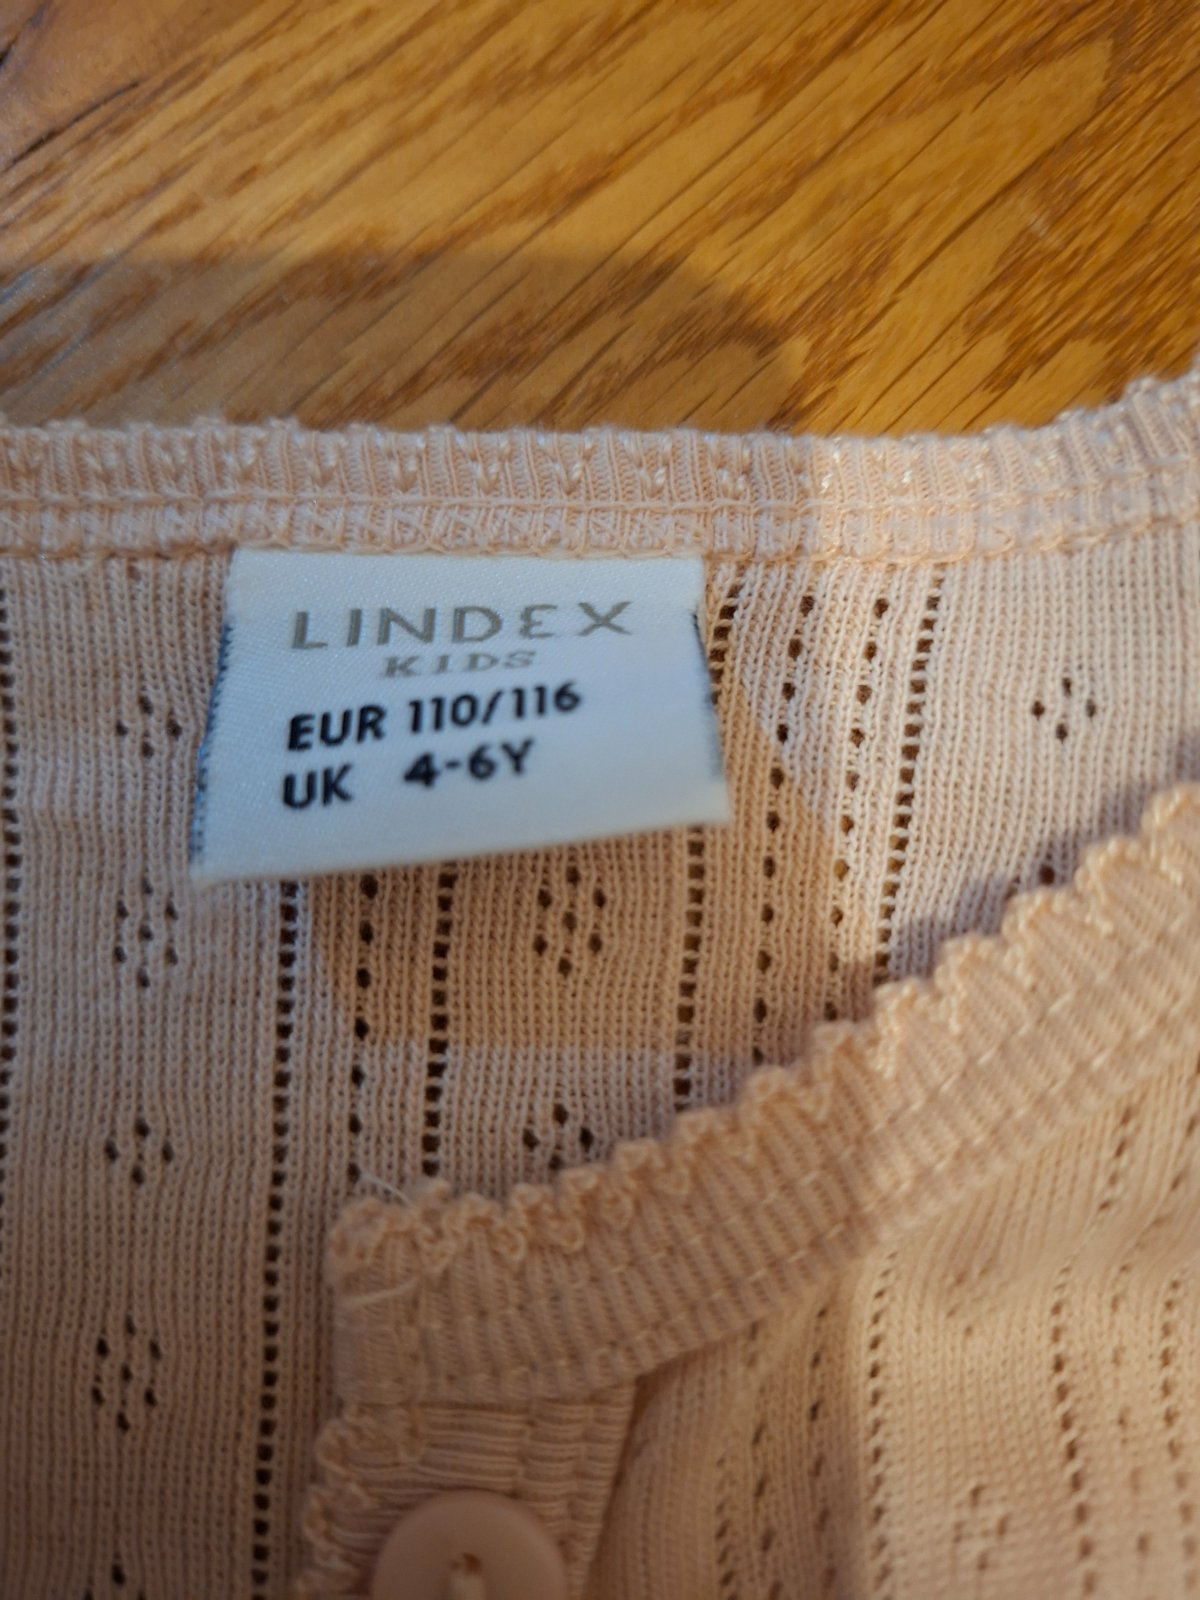 LINDEX
KIDS
EUR 110/116
UK 4-6Y